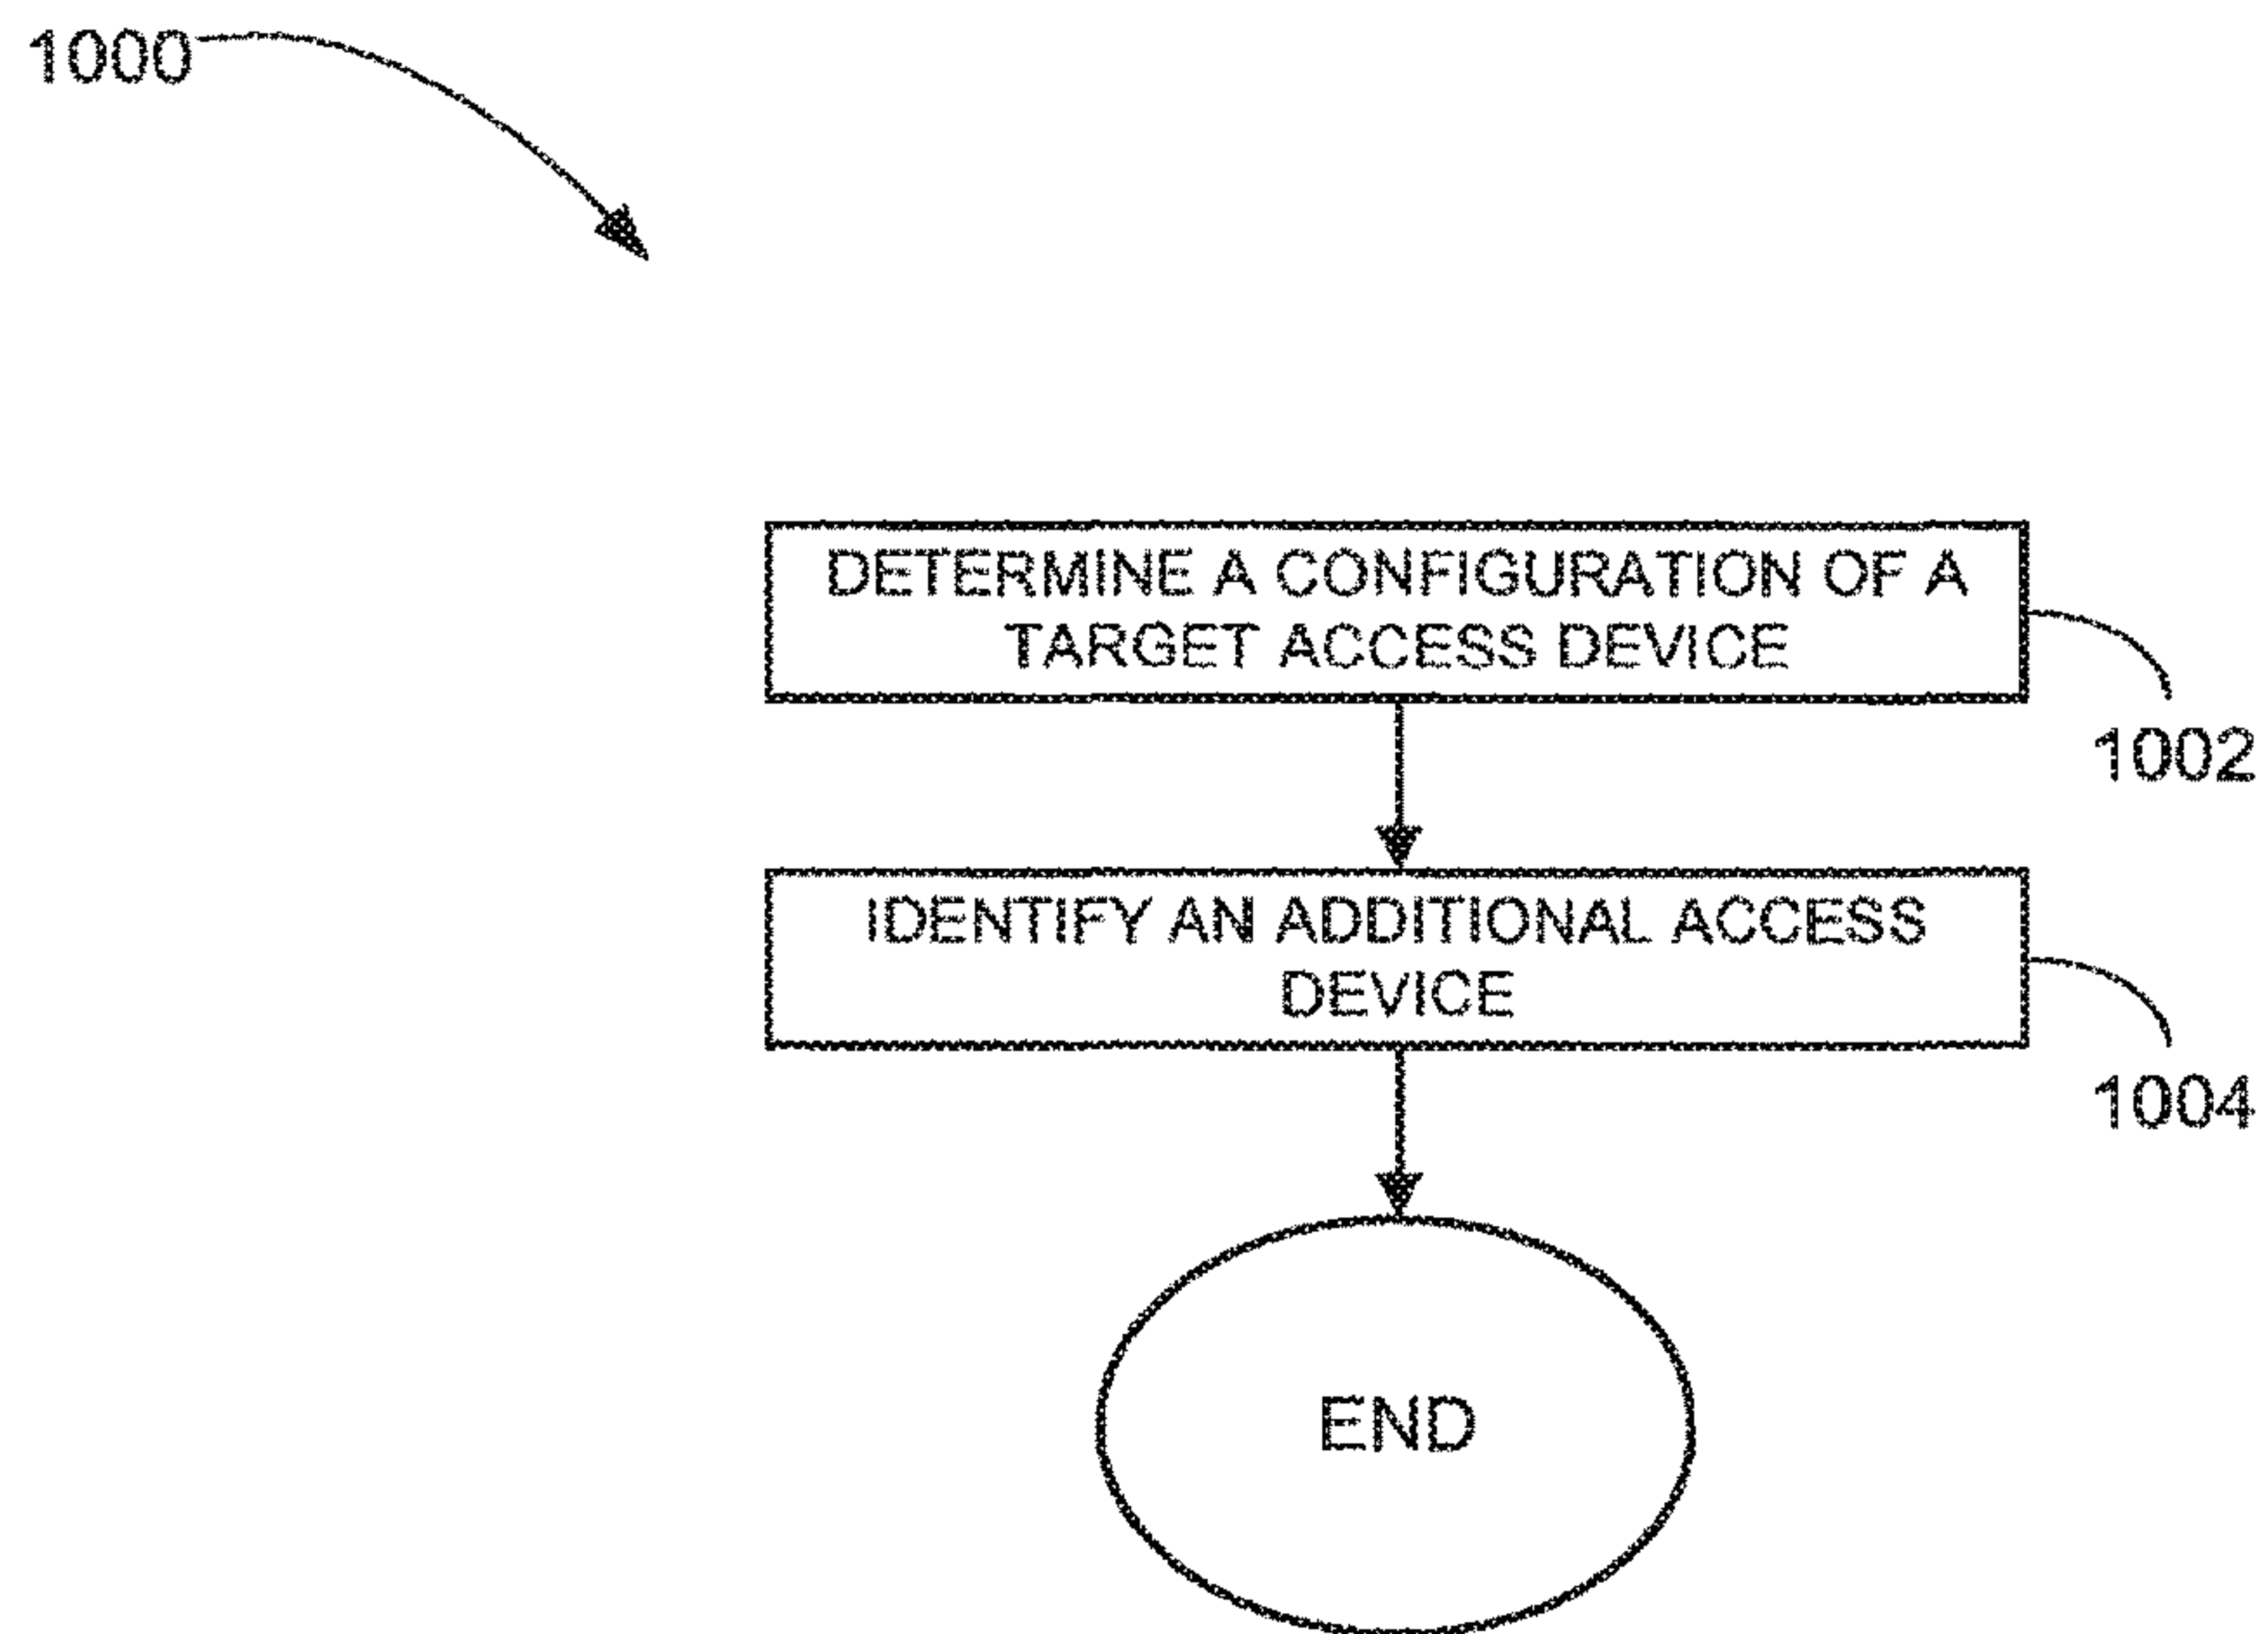 1000
DETERMINE A CONFIGURATION OF A
TARGET ACCESS DEVICE
1002
IDENTIFY AN ADDITIONAL ACCESS
DEVICE
1004
END